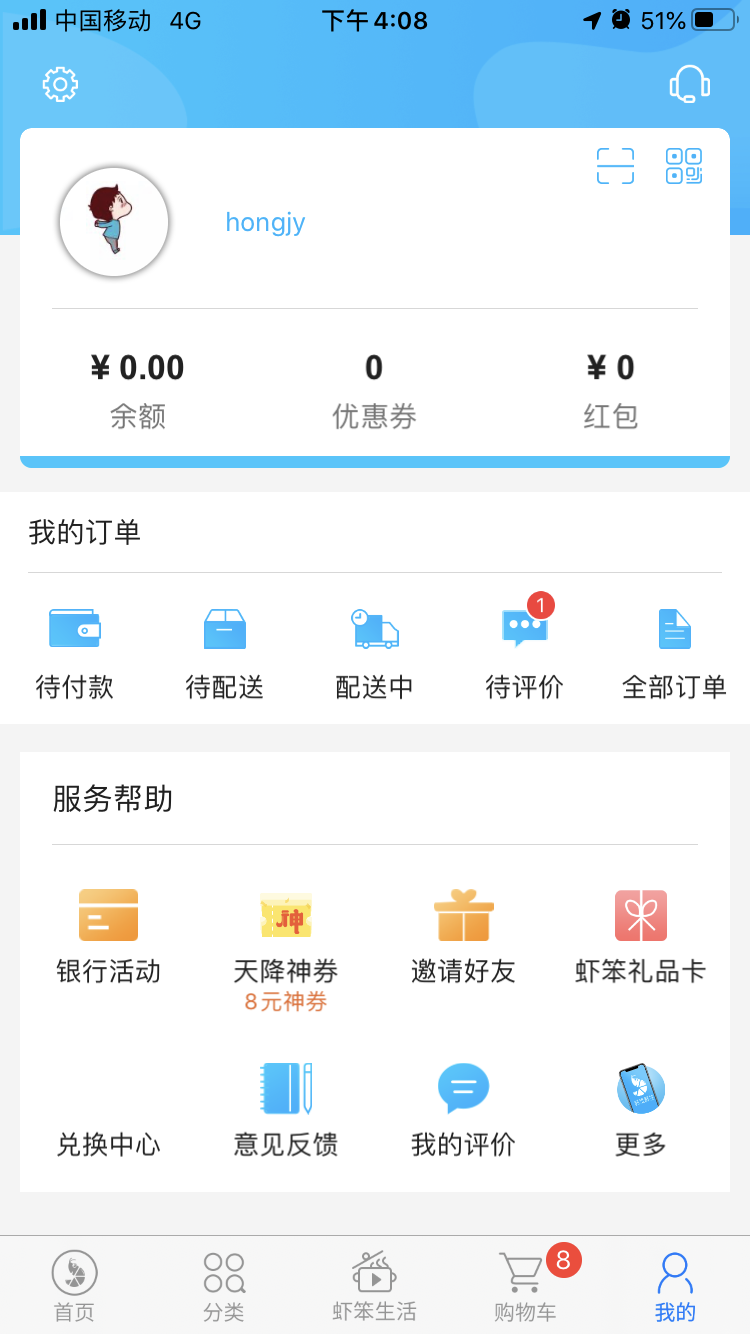 中国移动 4G 下午4:08 51%
hongjy
¥ 0.00 0 ¥ 0
余额 优惠券 红包
我的订单
1
待付款 待配送 配送中 待评价 全部订单
服务帮助
神
银行活动 天降神券 邀请好友 虾笨礼品卡
8元神券
兑换中心 意见反馈 我的评价 更多
8
首页 分类 虾笨生活 购物车 我的